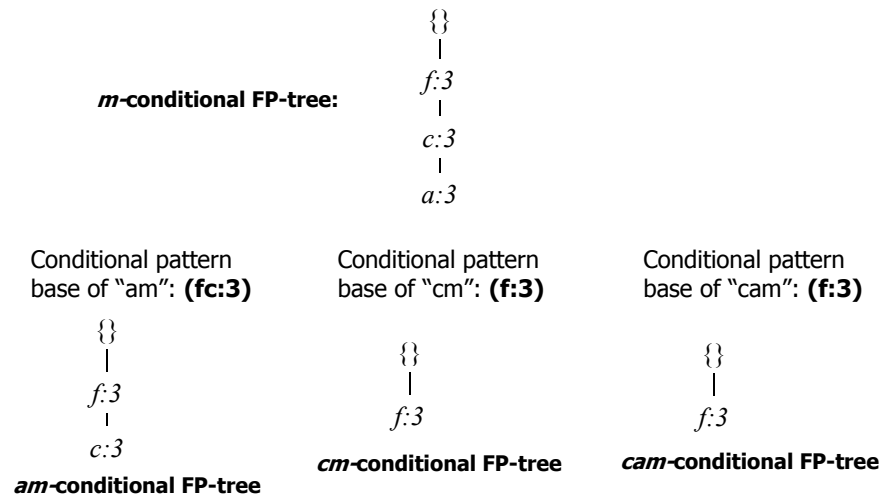 {}
f:3
m-conditional FP-tree:
c:3
a:3
Conditional pattern
base of “am”: (fc:3)
{}
f:3
c:3
am-conditional FP-tree
Conditional pattern
base of “cm”: (f:3)
{}
f:3
cm-conditional FP-tree
Conditional pattern
base of “cam”: (f:3)
{}
f:3
cam-conditional FP-tree